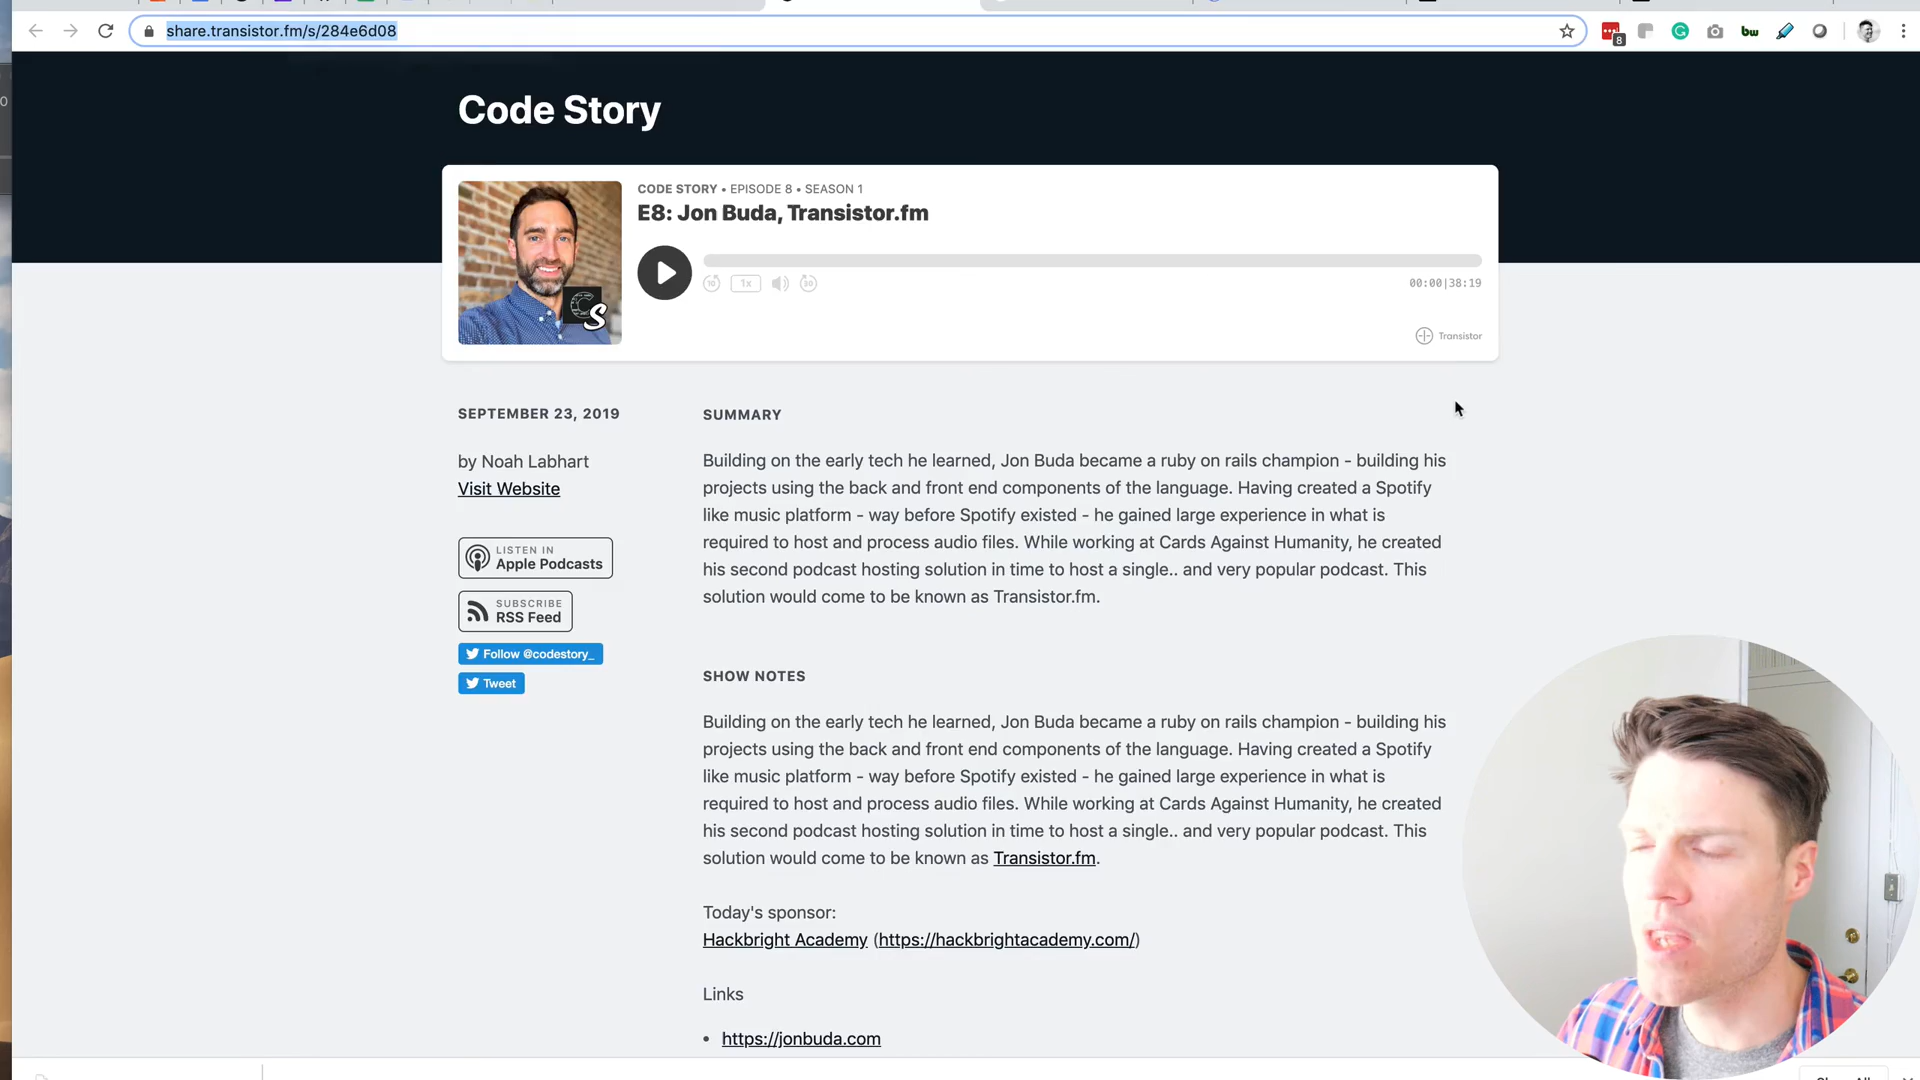 share.transistor.fm/s/284e6d08
8
bw
Code Story
CODE STORY • EPISODE 8 • SEASON 1
E8: Jon Buda, Transistor.fm
10 1x 30
00:00|38:19
Transistor
CS
SEPTEMBER 23, 2019
by Noah Labhart
Visit Website
LISTEN IN
Apple Podcasts
SUBSCRIBE
RSS Feed
Follow @codestory_
Tweet
SUMMARY
Building on the early tech he learned, Jon Buda became a ruby on rails champion - building his
projects using the back and front end components of the language. Having created a Spotify
like music platform - way before Spotify existed - he gained large experience in what is
required to host and process audio files. While working at Cards Against Humanity, he created
his second podcast hosting solution in time to host a single.. and very popular podcast. This
solution would come to be known as Transistor.fm.
SHOW NOTES
Building on the early tech he learned, Jon Buda became a ruby on rails champion - building his
projects using the back and front end components of the language. Having created a Spotify
like music platform - way before Spotify existed - he gained large experience in what is
required to host and process audio files. While working at Cards Against Humanity, he created
his second podcast hosting solution in time to host a single.. and very popular podcast. This
solution would come to be known as Transistor.fm.
Today's sponsor:
Hackbright Academy (https://hackbrightacademy.com/)
Links
• https://jonbuda.com